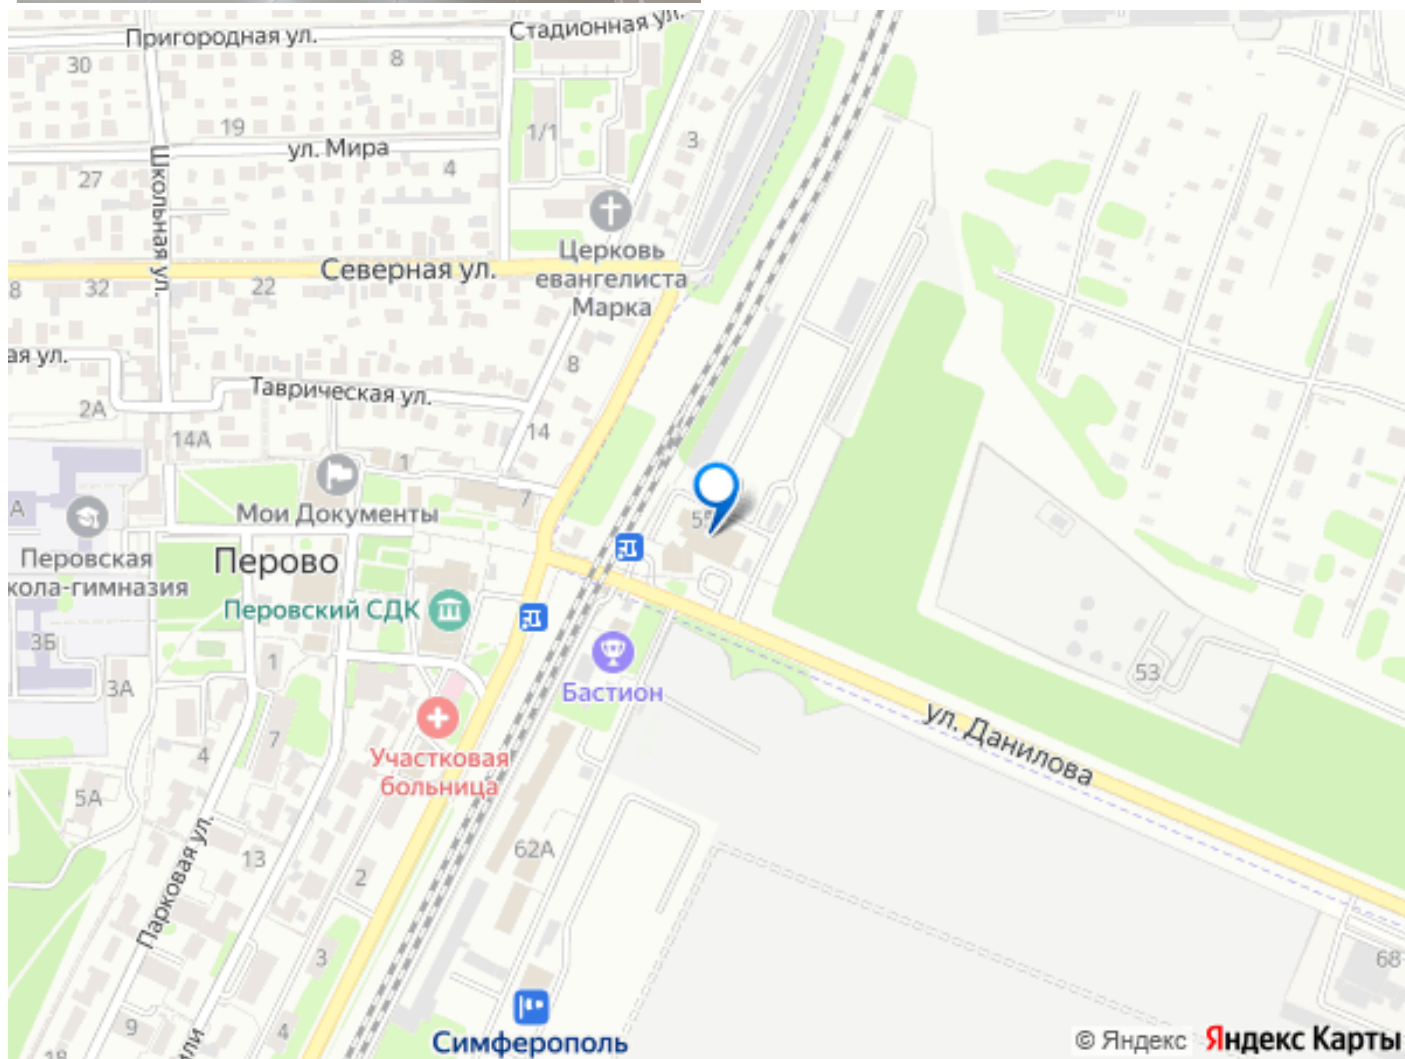 Пригородная ул.
Стадионная ул.
30
8
19
1/1
3
ул. Мира
4
27
Школьная ул.
Церковь
евангелиста
Марка
Северная ул.
8
32
22
ая ул.
8
Таврическая ул.
2А
14
14А
1
7
А
Мои Документы
55
Перовская
кола-гимназия
Перово
Перовский СДК
3Б
1
3А
Бастион
53
ул. Данилова
4
7
Участковая
больница
5А
62А
13
2
Парковая ул.
3
68
9
4
18
Симферополь
© Яндекс
Яндекс Карты